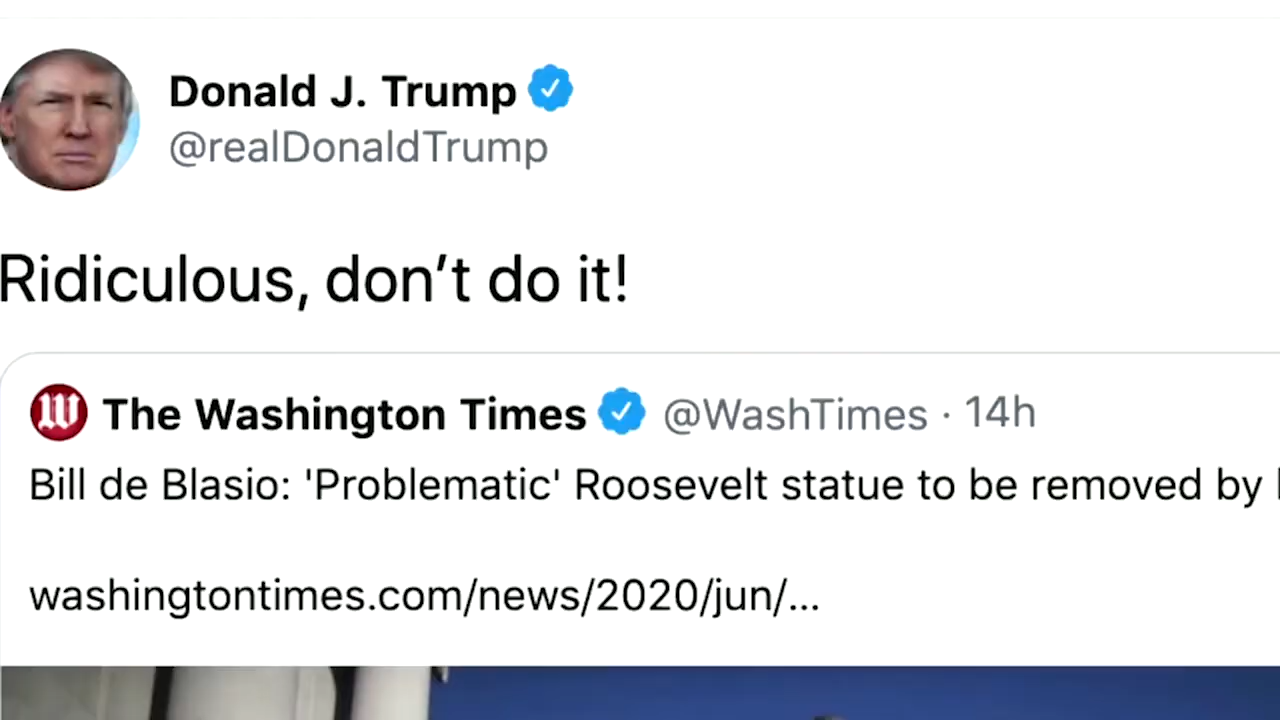 Donald J. Trump
@realDonaldTrump
Ridiculous, don’t do it!
The Washington Times @WashTimes · 14h
Bill de Blasio: 'Problematic' Roosevelt statue to be removed by
washingtontimes.com/news/2020/jun/...